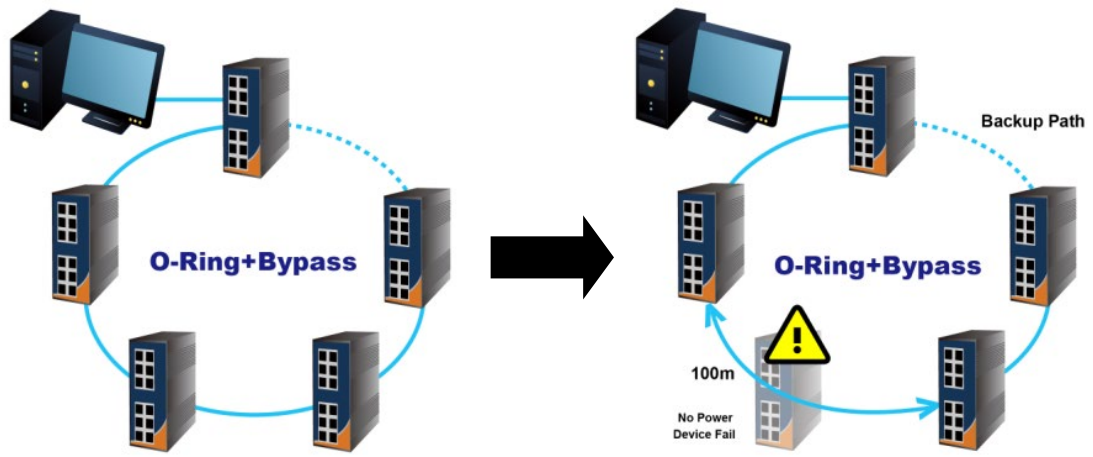 Backup Path
O-Ring+Bypass
O-Ring+Bypass
100m
No Power
Device Fail